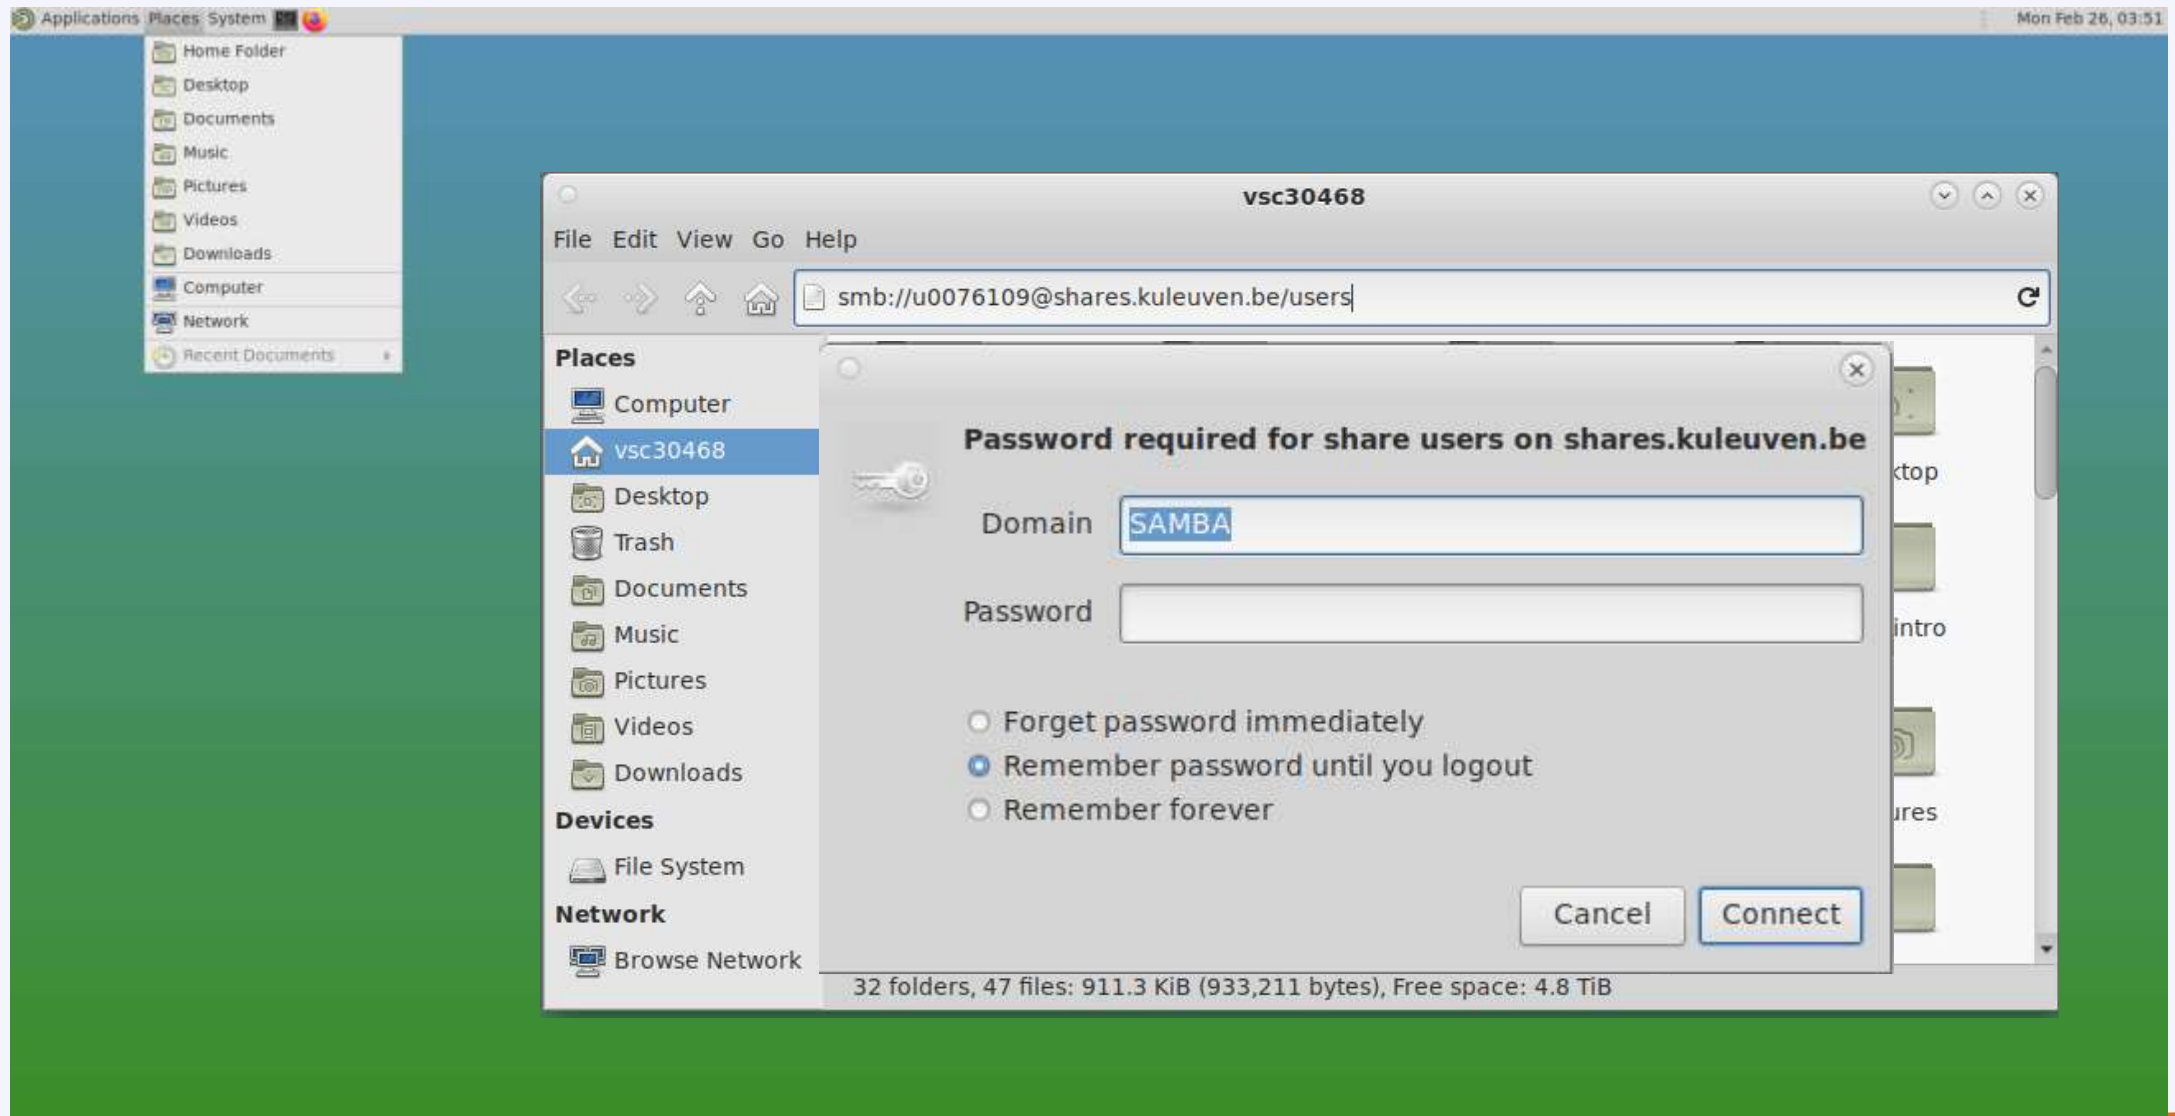 Applications Places System
Mon Feb 26, 03:51
Home Folder
Desktop
Documents
Music
Pictures
Videos
Downloads
Computer
Network
Recent Documents
vsc30468
File Edit View Go Help
smb://u0076109@shares.kuleuven.be/users
Places
Computer
vsc30468
Desktop
Trash
Documents
Music
Pictures
Videos
Downloads
Devices
File System
Network
Browse Network
Password required for share users on shares.kuleuven.be
Domain SAMBA
Password
Forget password immediately
Remember password until you logout
Remember forever
Cancel Connect
ktop
intro
ures
32 folders, 47 files: 911.3 KiB (933,211 bytes), Free space: 4.8 TiB